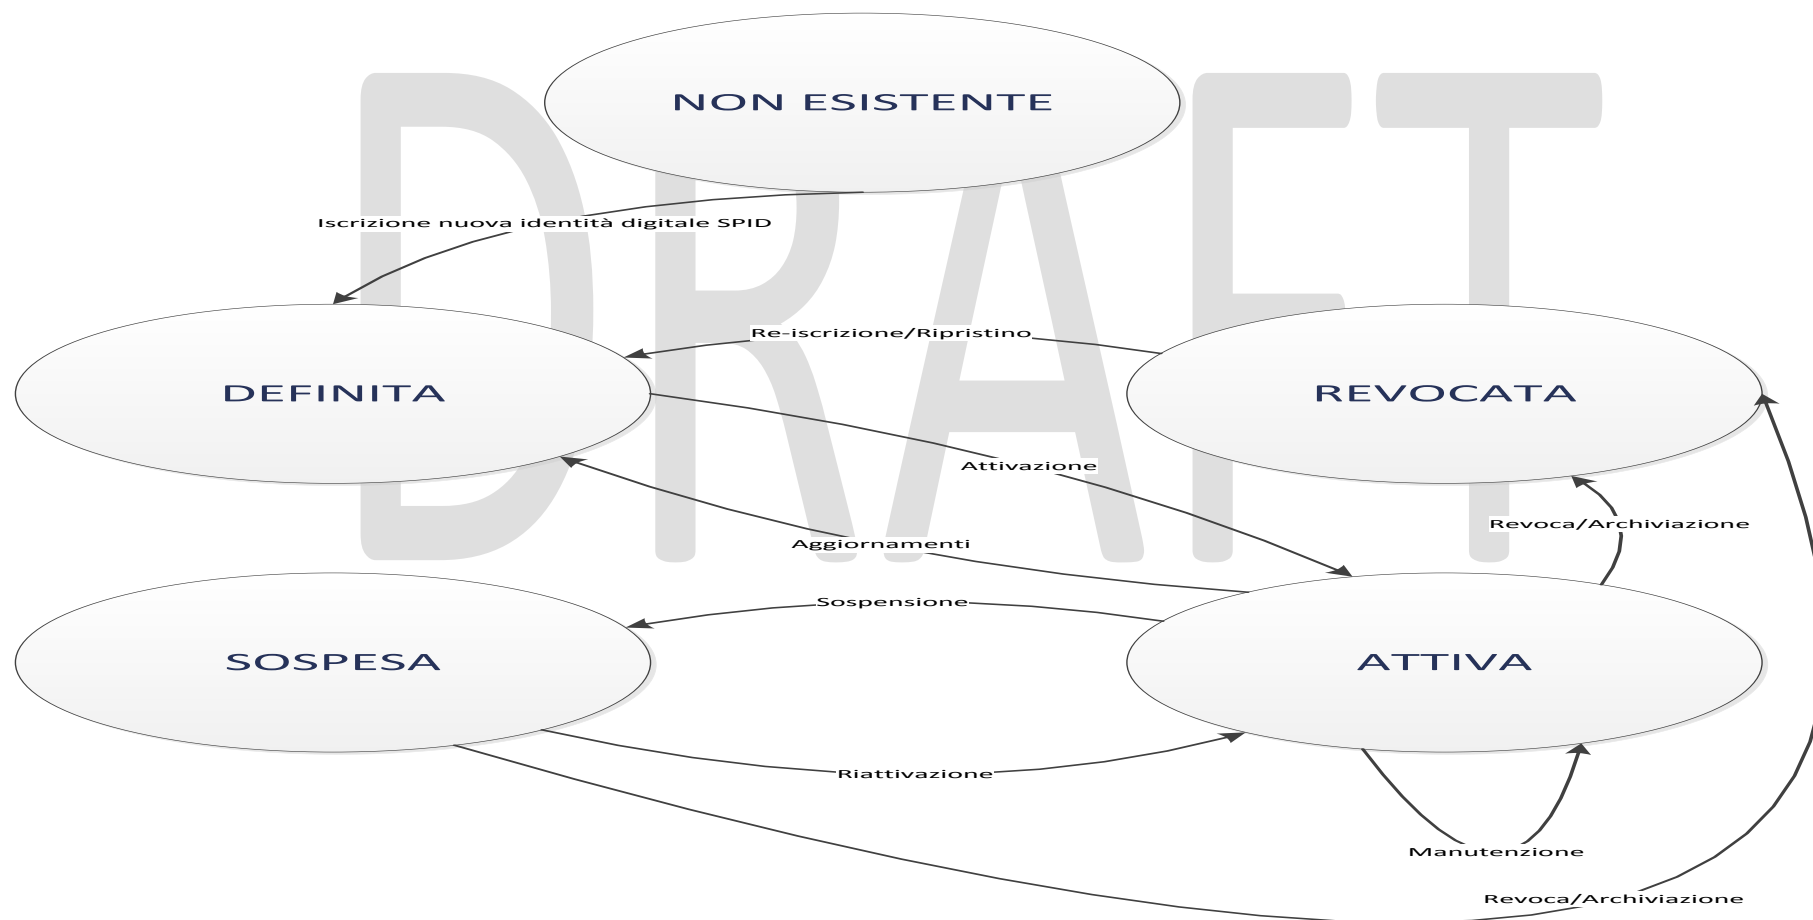 DRAFT
NON ESISTENTE
Iscrizione nuova identità digitale SPID
Re-iscrizione/Ripristino
DEFINITA
REVOCATA
Attivazione
Revoca/Archiviazione
Aggiornamenti
Sospensione
SOSPESA
ATTIVA
Riattivazione
Manutenzione
Revoca/Archiviazione